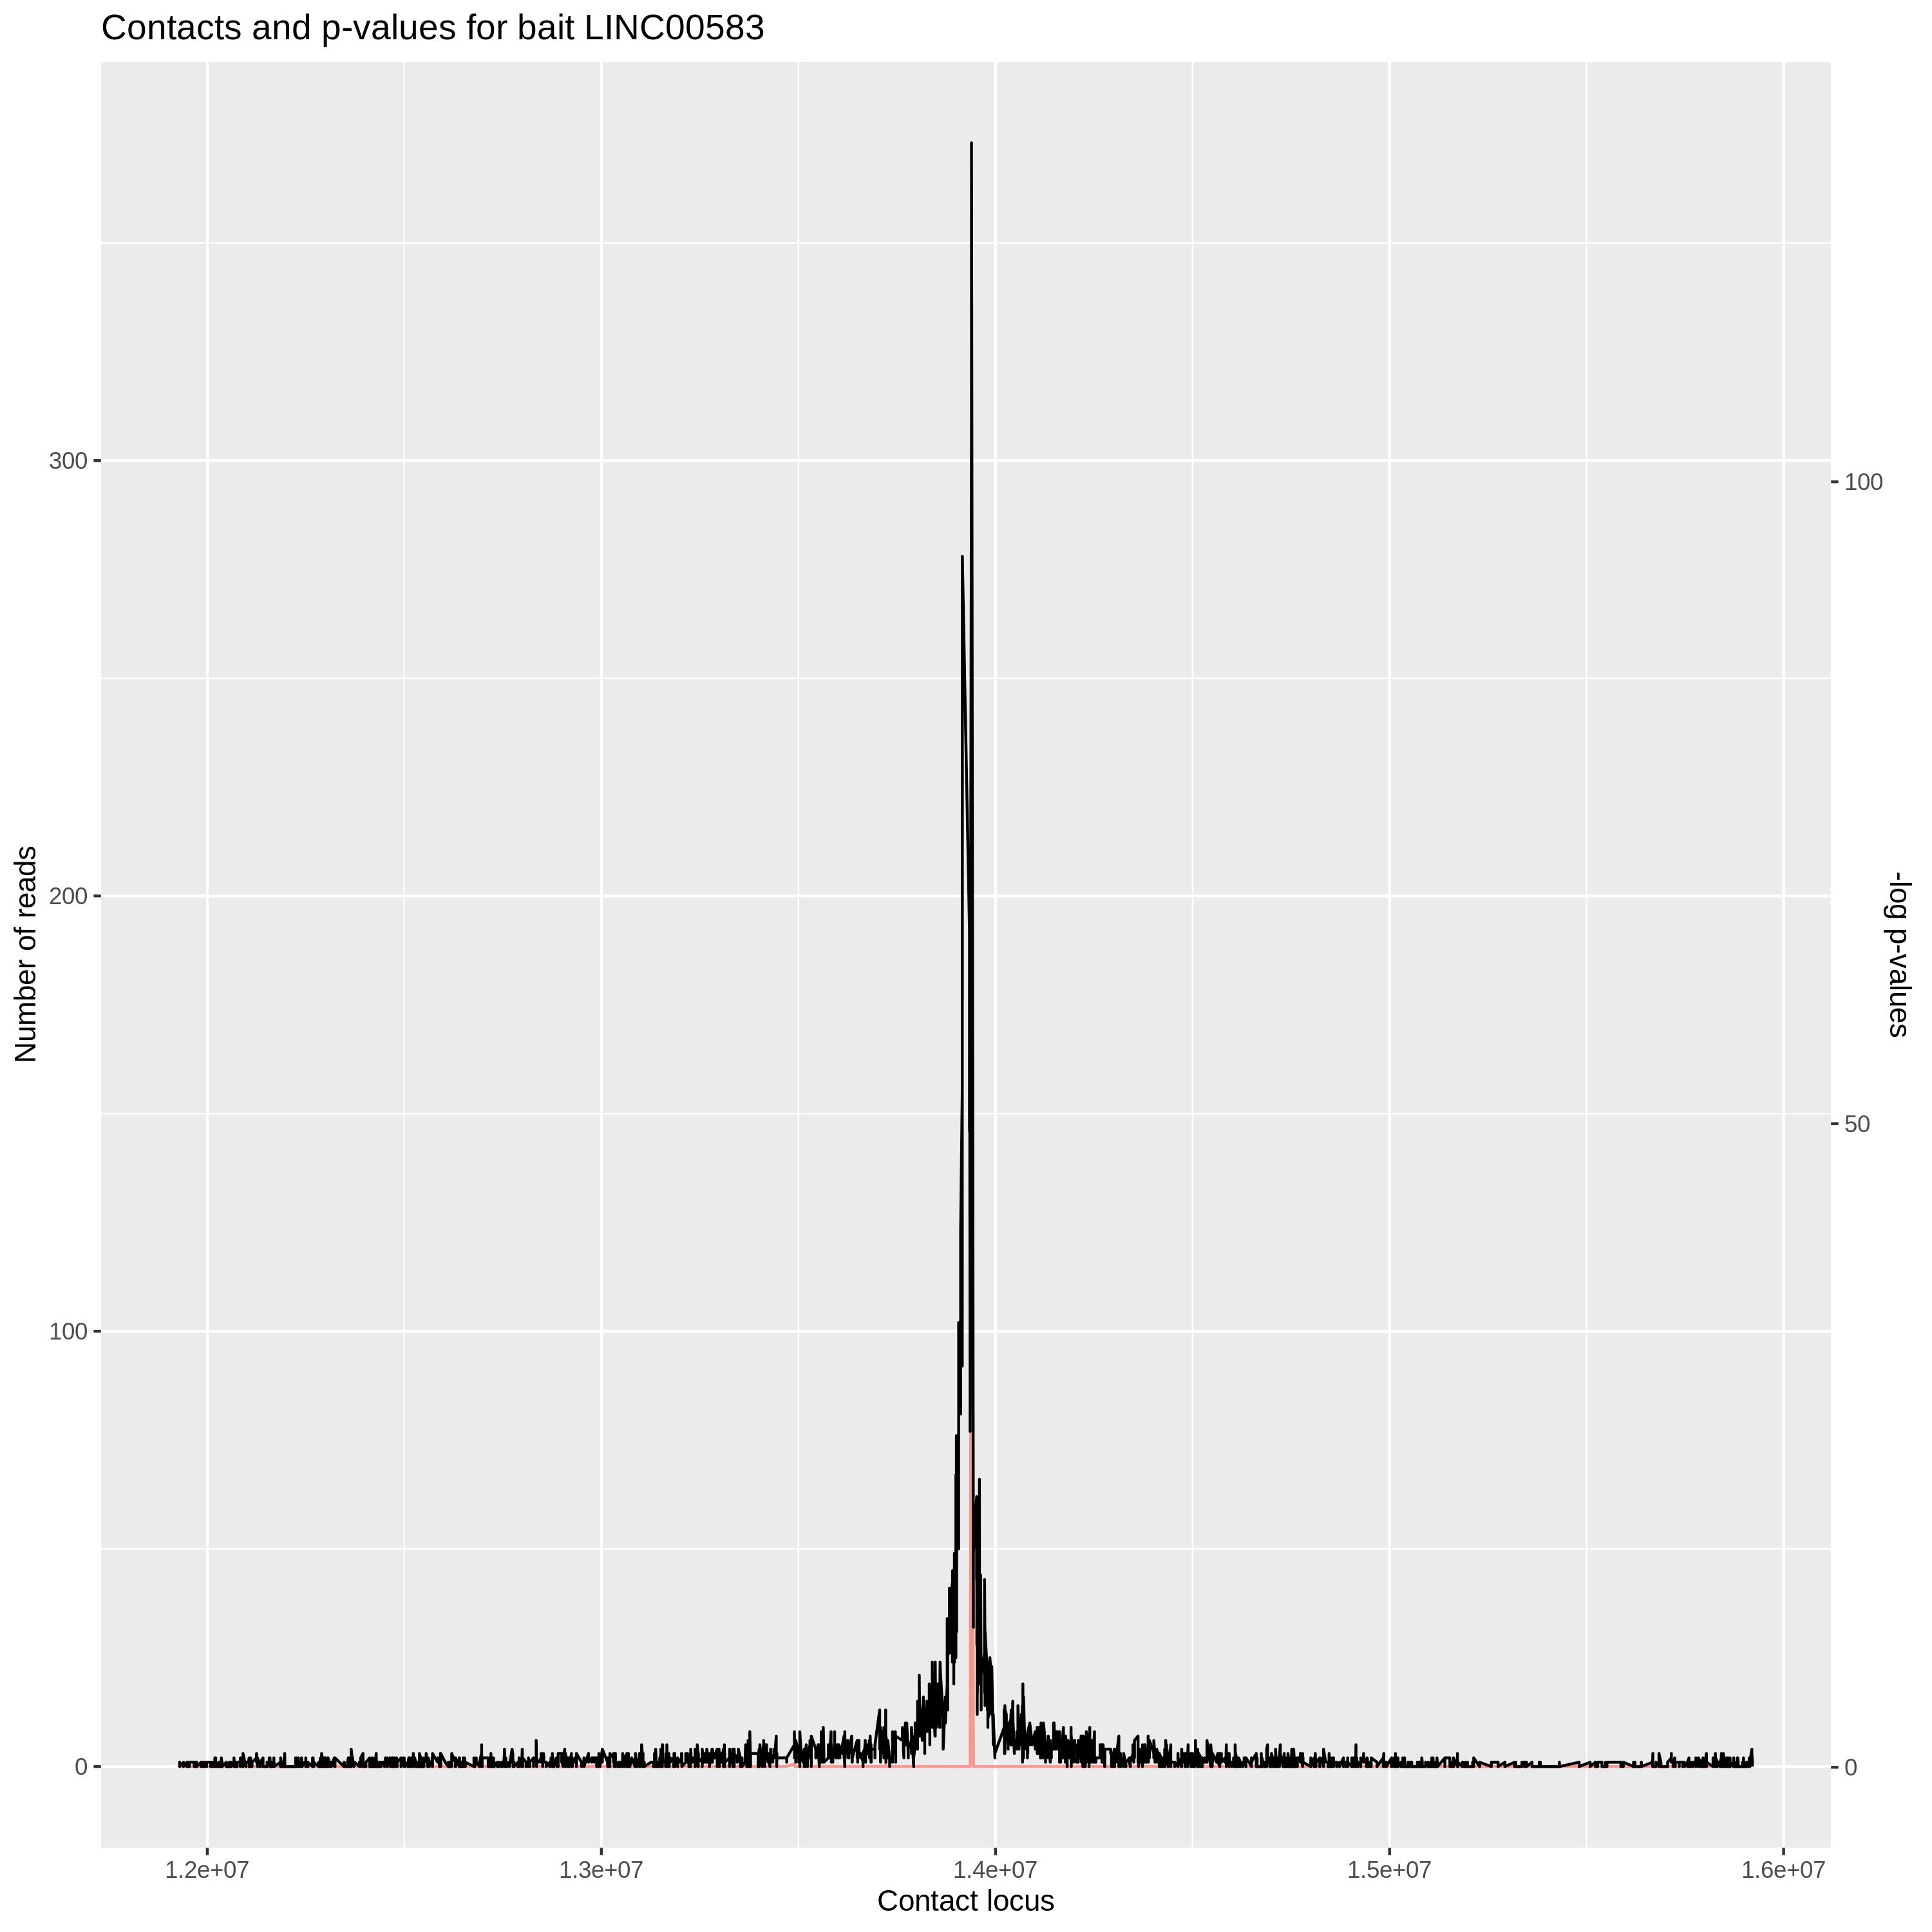 Contacts and p-values for bait LINC00583
Number of reads
300
200
100
0
100
50
0
-log p-values
1.2e+07
1.3e+07
1.4e+07
1.5e+07
1.6e+07
Contact locus